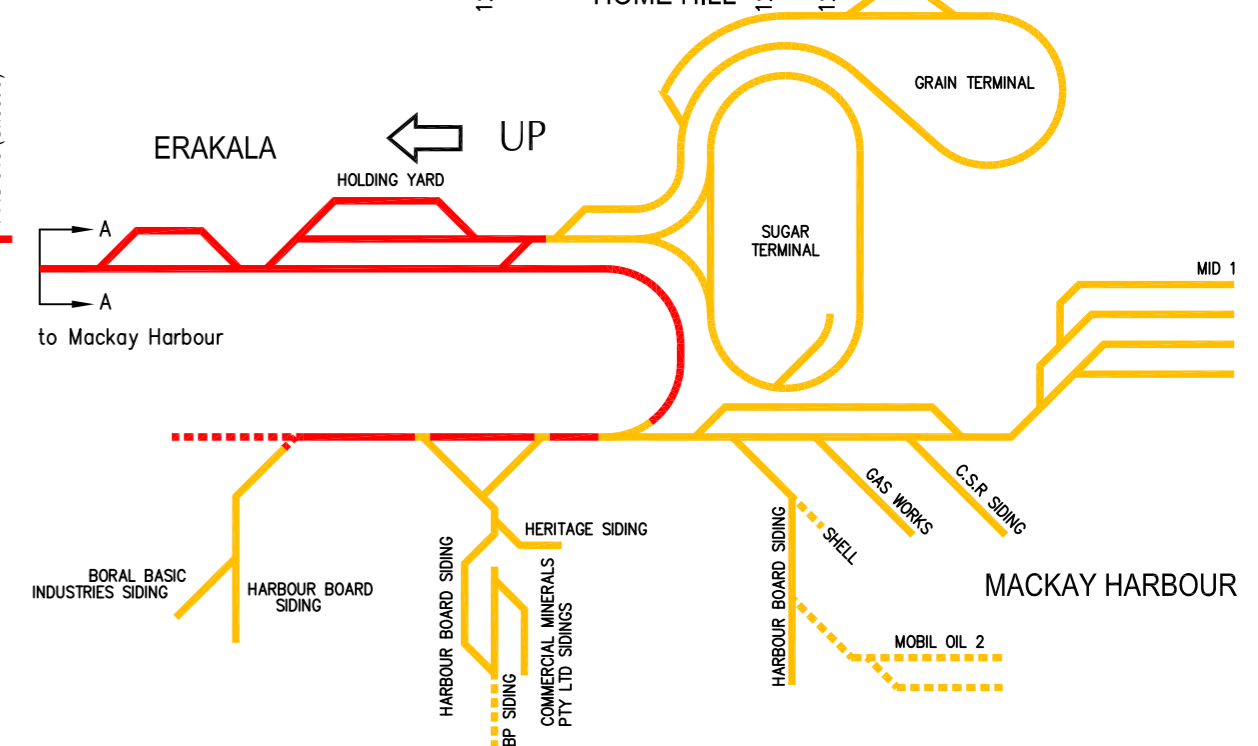 HOME HILL
GRAIN TERMINAL
ERAKALA
UP
HOLDING YARD
A
SUGAR
TERMINAL
MID 1
A
to Mackay Harbour
GAS WORKS
C.S.R SIDING
SHELL
HERITAGE SIDING
HARBOUR BOARD SIDING
HARBOUR BOARD SIDING
BORAL BASIC
INDUSTRIES SIDING
HARBOUR BOARD
SIDING
COMMERCIAL MINERALS
PTY LTD SIDINGS
MACKAY HARBOUR
MOBIL OIL 2
BP SIDING